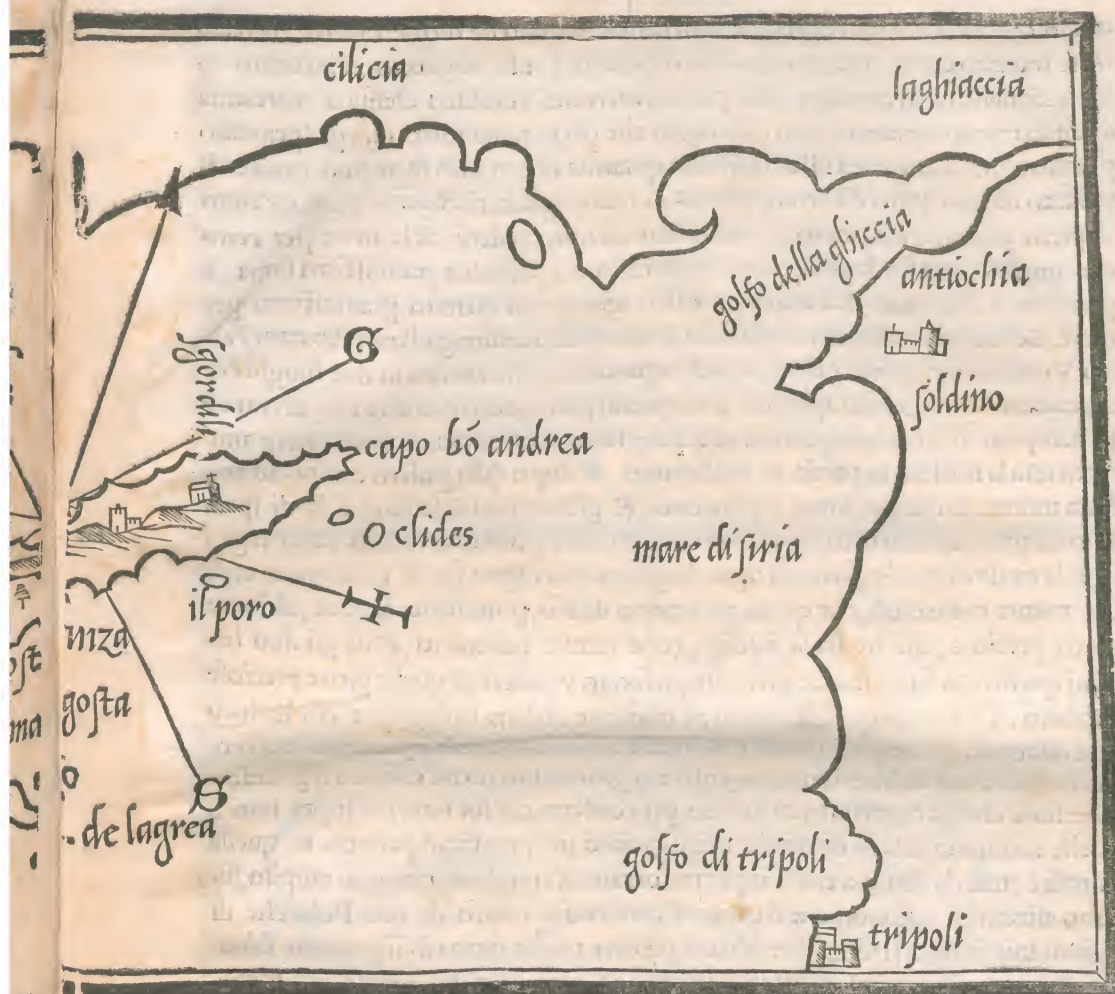 cilicia
laghiaccia
golfo della ghiccia
antiochia
G
ſoldino
capo bō andrea
O clides
mare di ſiria
il poro
nza
oſt
goſta
ma
S
de lagrea
golfo di tripoli
tripoli